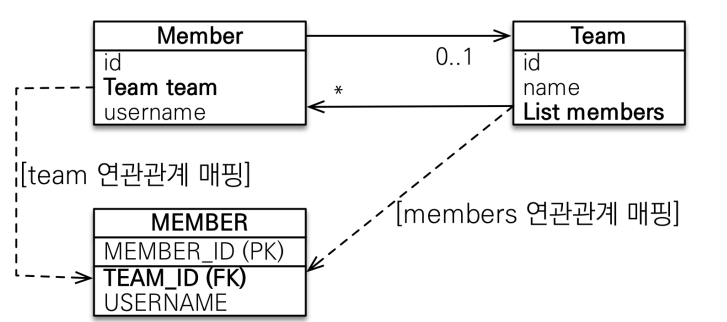 Member
id
Team team
username
0..1
*
Team
id
name
List members
[team 연관관계 매핑]
[members 연관관계 매핑]
MEMBER
MEMBER_ID (PK)
TEAM_ID (FK)
USERNAME